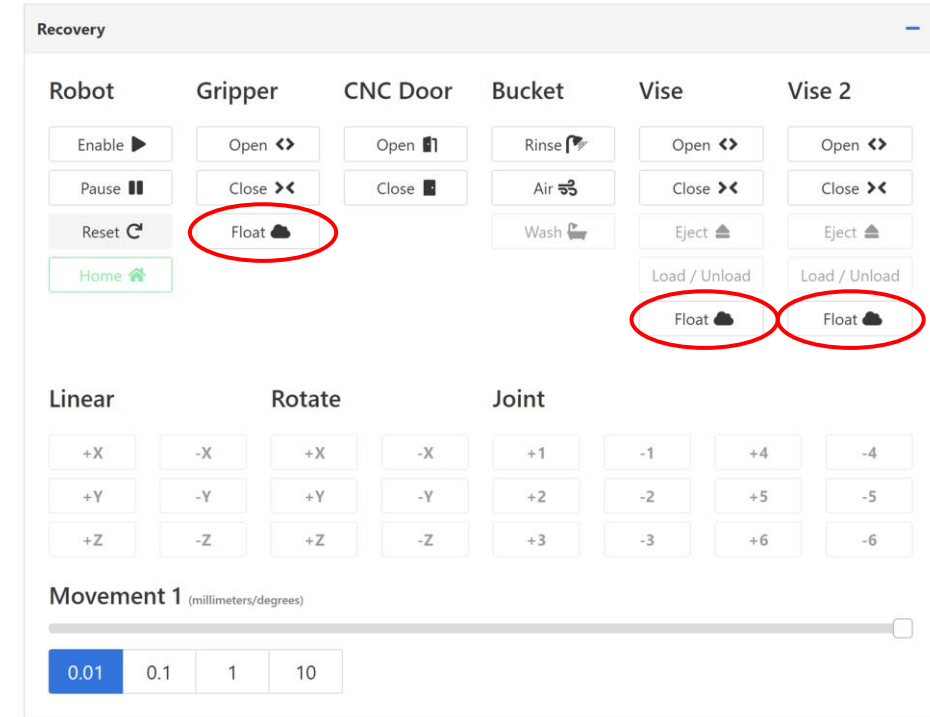 Recovery
Robot Gripper CNC Door Bucket Vise Vise 2
Enable Open Open Rinse Open Open
Pause Close Close Air Close Close
Reset Float Wash Eject Eject
Home Load / Unload Load / Unload
Float Float
Linear Rotate Joint
+X -X +X -X +1 -1 +4 -4
+Y -Y +Y -Y +2 -2 +5 -5
+Z -Z +Z -Z +3 -3 +6 -6
Movement 1 (millimeters/degrees)
0.01 0.1 1 10